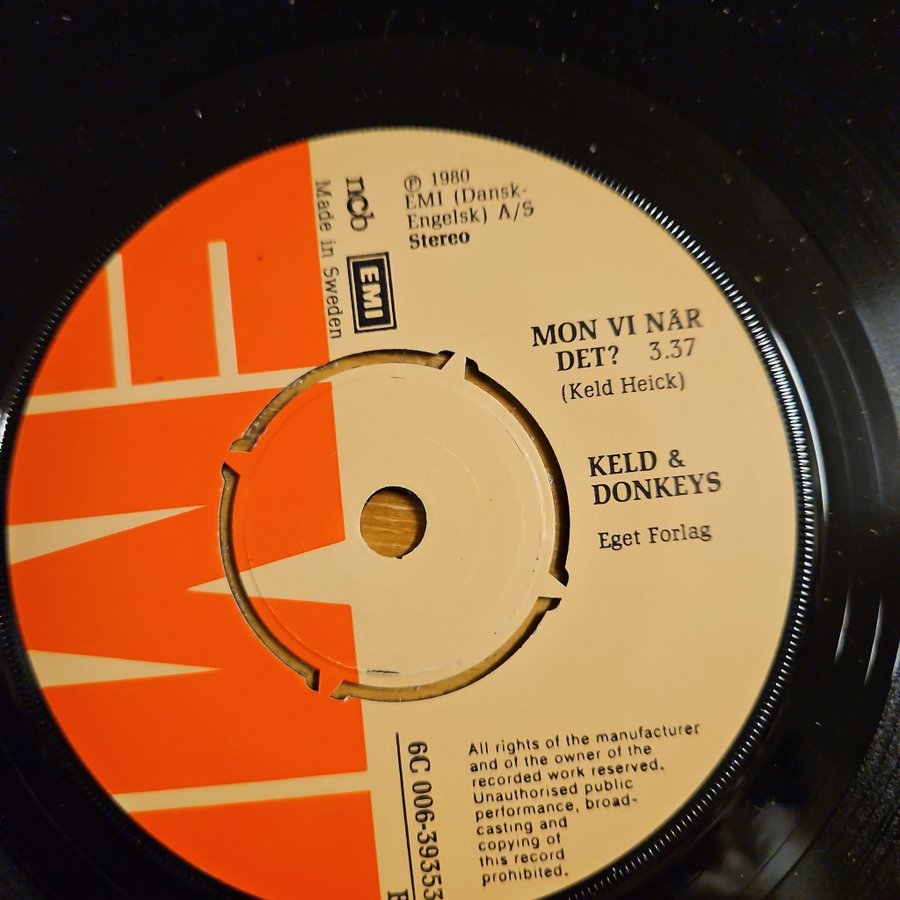 ℗ 1980
EMI (Dansk-
Engelsk) A/S
Stereo
ncb
EMI
Made in Sweden
MON VI NÅR
DET? 3.37
(Keld Heick)
KELD &
DONKEYS
Eget Forlag
6C 006-39353
All rights of the manufacturer
and of the owner of the
recorded work reserved.
Unauthorised public
performance, broad-
casting and
copying of
this record
prohibited.